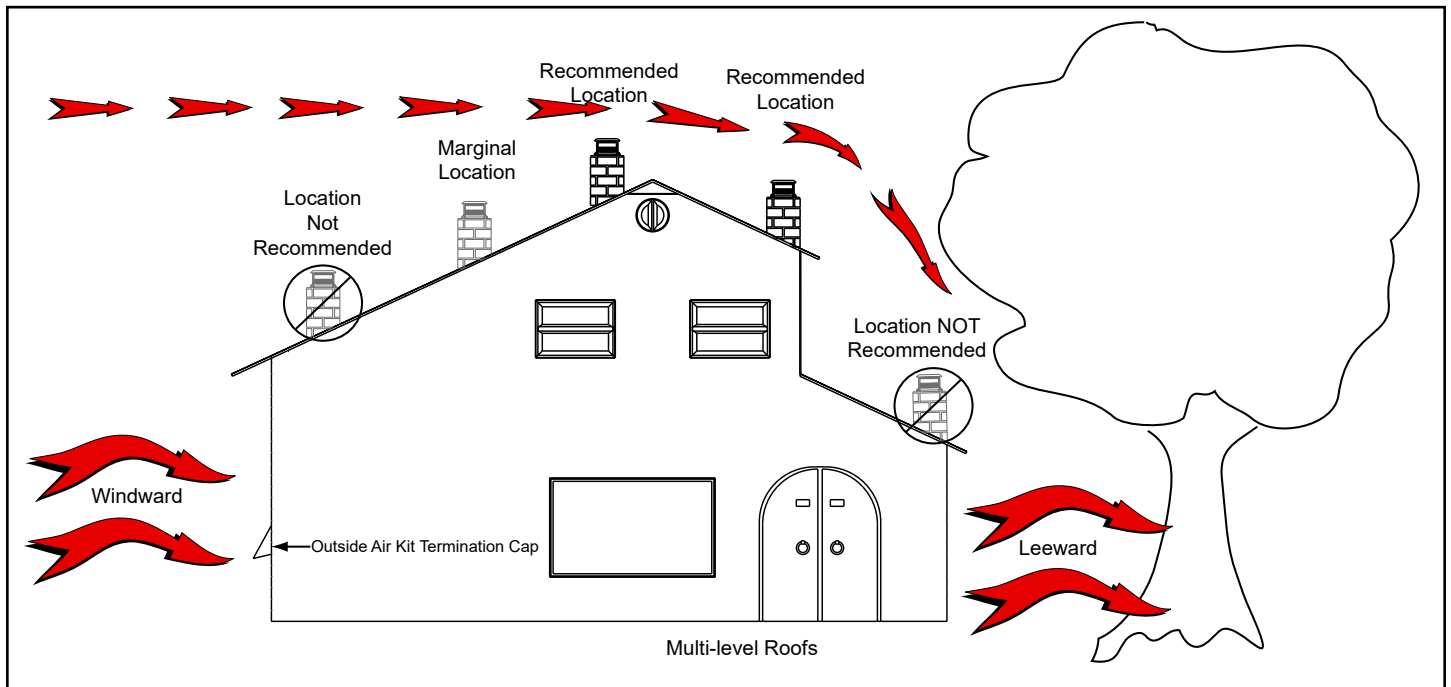 Recommended
Location
Recommended
Location
Marginal
Location
Location
Not
Recommended
Location NOT
Recommended
Windward
Outside Air Kit Termination Cap
Leeward
Multi-level Roofs